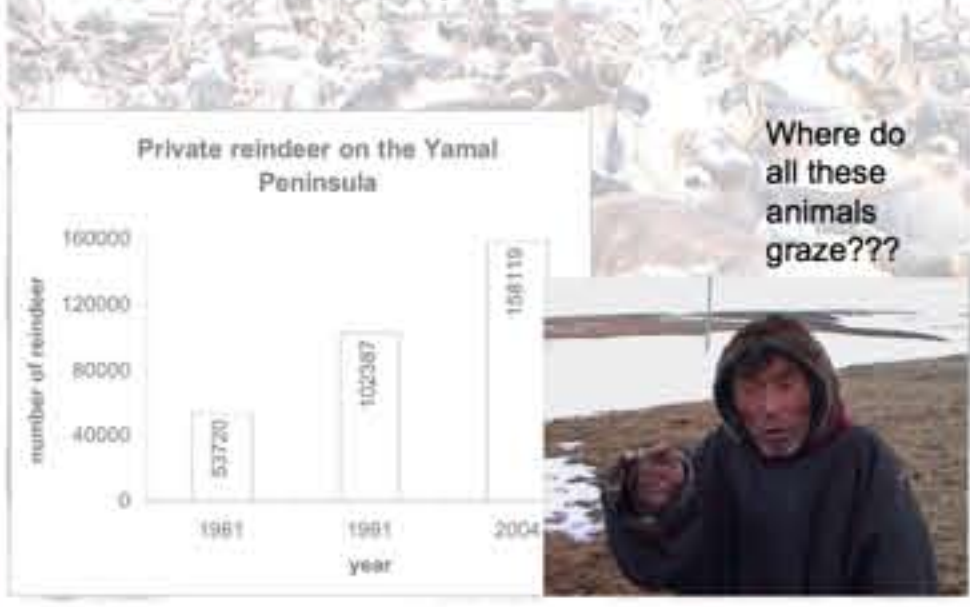 Private reindeer on the Yamal
Peninsula
Where do
all these
animals
graze???
number of reindeer
160000
120000
80000
40000
0
53720
102387
158119
1981
1991
2004
year